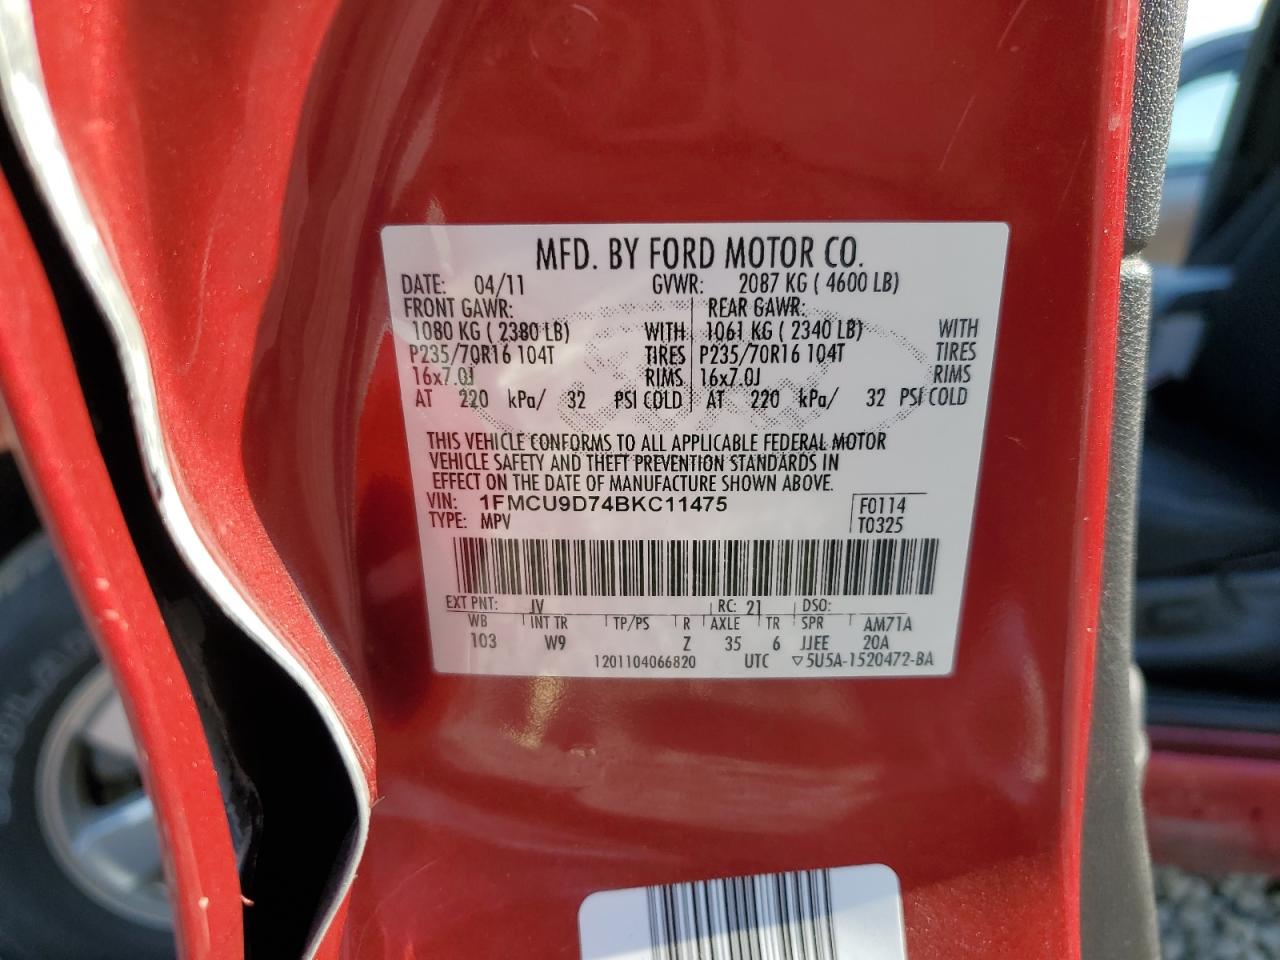 MFD. BY FORD MOTOR CO.
DATE: 04/11 GVWR: 2087 KG ( 4600 LB)
FRONT GAWR: REAR GAWR:
1080 KG ( 2380 LB) WITH 1061 KG ( 2340 LB) WITH
P235/70R16 104T TIRES P235/70R16 104T TIRES
16x7.0J RIMS 16x7.0J RIMS
AT 220 kPa/ 32 PSI COLD AT 220 kPa/ 32 PSI COLD
THIS VEHICLE CONFORMS TO ALL APPLICABLE FEDERAL MOTOR
VEHICLE SAFETY AND THEFT PREVENTION STANDARDS IN
EFFECT ON THE DATE OF MANUFACTURE SHOWN ABOVE.
VIN: 1FMCU9D74BKC11475 F0114
TYPE: MPV T0325
EXT PNT: JV RC: 21 DSO:
WB INT TR TP/PS R AXLE TR SPR AM71A
103 W9 Z 35 6 JJEE 20A
1201104066820 UTC ▽5U5A-1520472-BA